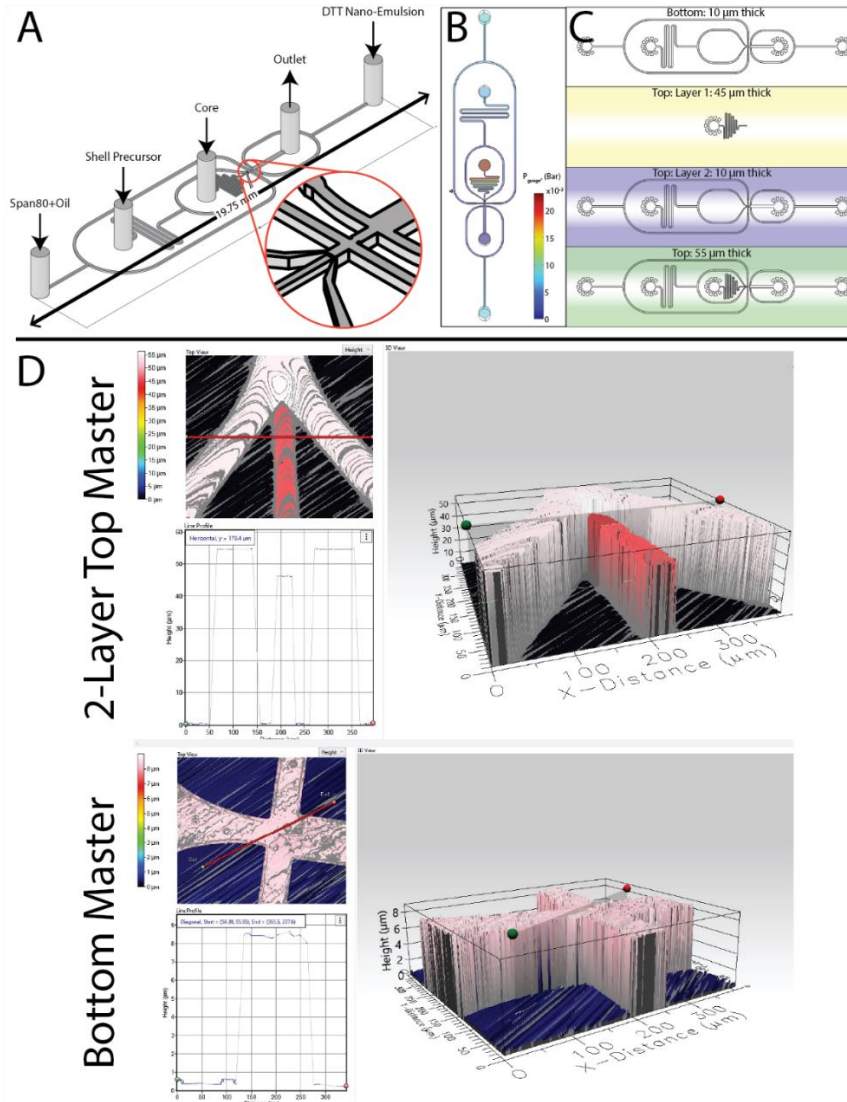 A
DTT Nano-Emulsion
Outlet
Core
Shell Precursor
Span80+Oil
19.75 mm
B
P gauge, (Bar)
x10⁻³
20
15
10
5
0
C
Bottom: 10 µm thick
Top: Layer 1: 45 µm thick
Top: Layer 2: 10 µm thick
Top: 55 µm thick
D
2-Layer Top Master
Top View
Height
55 µm
50 µm
45 µm
40 µm
35 µm
30 µm
25 µm
20 µm
15 µm
10 µm
5 µm
0 µm
Line Profile
Height (µm)
50
40
30
20
10
0
0
50
100
150
200
250
300
350
3D View
Height (µm)
50
40
30
20
10
0
Y-Distance (µm)
0
100
200
300
X-Distance (µm)
Bottom Master
Top View
Height
8 µm
7 µm
6 µm
5 µm
4 µm
3 µm
2 µm
1 µm
0 µm
Line Profile
Height (µm)
9
8
7
6
5
4
3
2
1
0
0
50
100
150
200
250
300
3D View
Height (µm)
8
6
4
2
0
Y-Distance (µm)
0
100
200
300
X-Distance (µm)